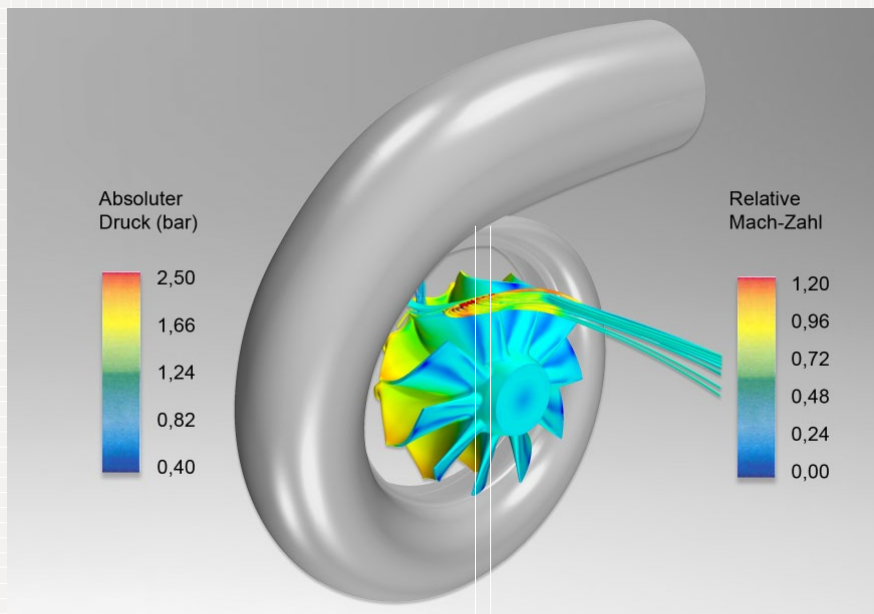 Absoluter
Druck (bar)
2,50
1,66
1,24
0,82
0,40
Relative
Mach-Zahl
1,20
0,96
0,72
0,48
0,24
0,00